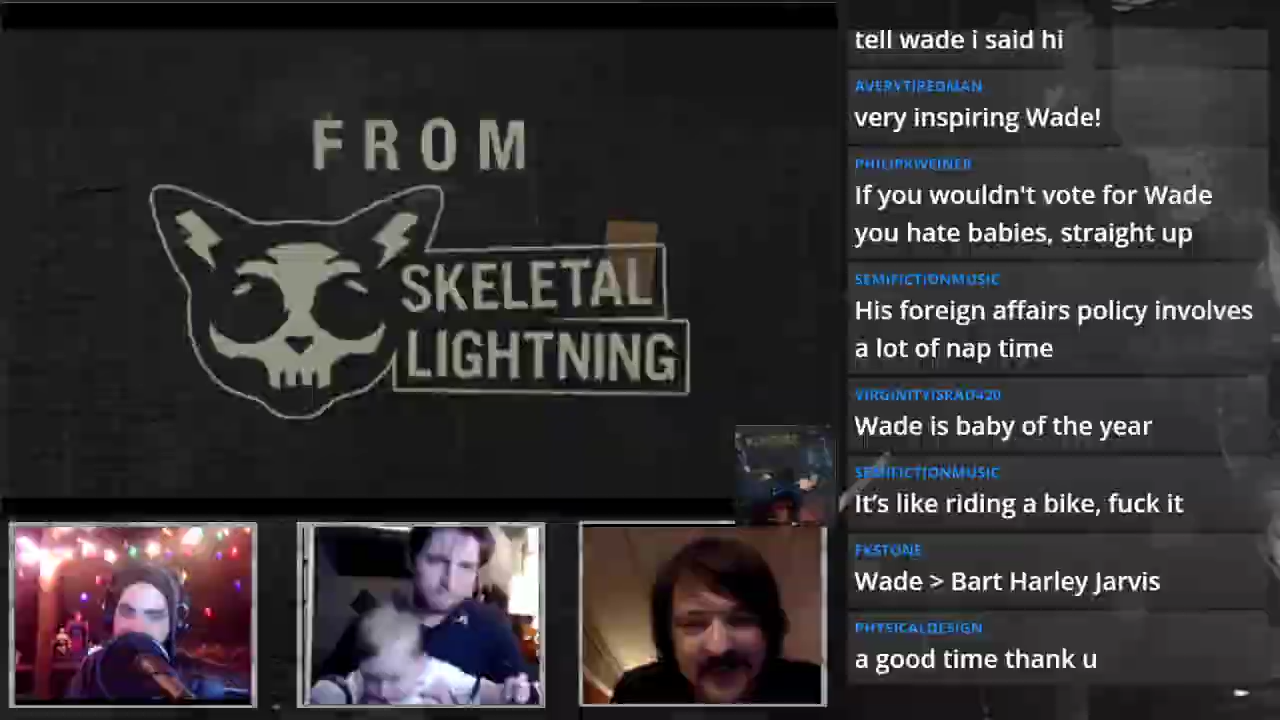 FROM
SKELETAL
LIGHTNING
tell wade i said hi
AVERYTIREDMAN
very inspiring Wade!
PHILIPKWEINER
If you wouldn't vote for Wade
you hate babies, straight up
SEMIFICTIONMUSIC
His foreign affairs policy involves
a lot of nap time
VIRGINITYISRAD420
Wade is baby of the year
SEMIFICTIONMUSIC
It’s like riding a bike, fuck it
FKSTONE
Wade > Bart Harley Jarvis
PHYSICALDESIGN
a good time thank u